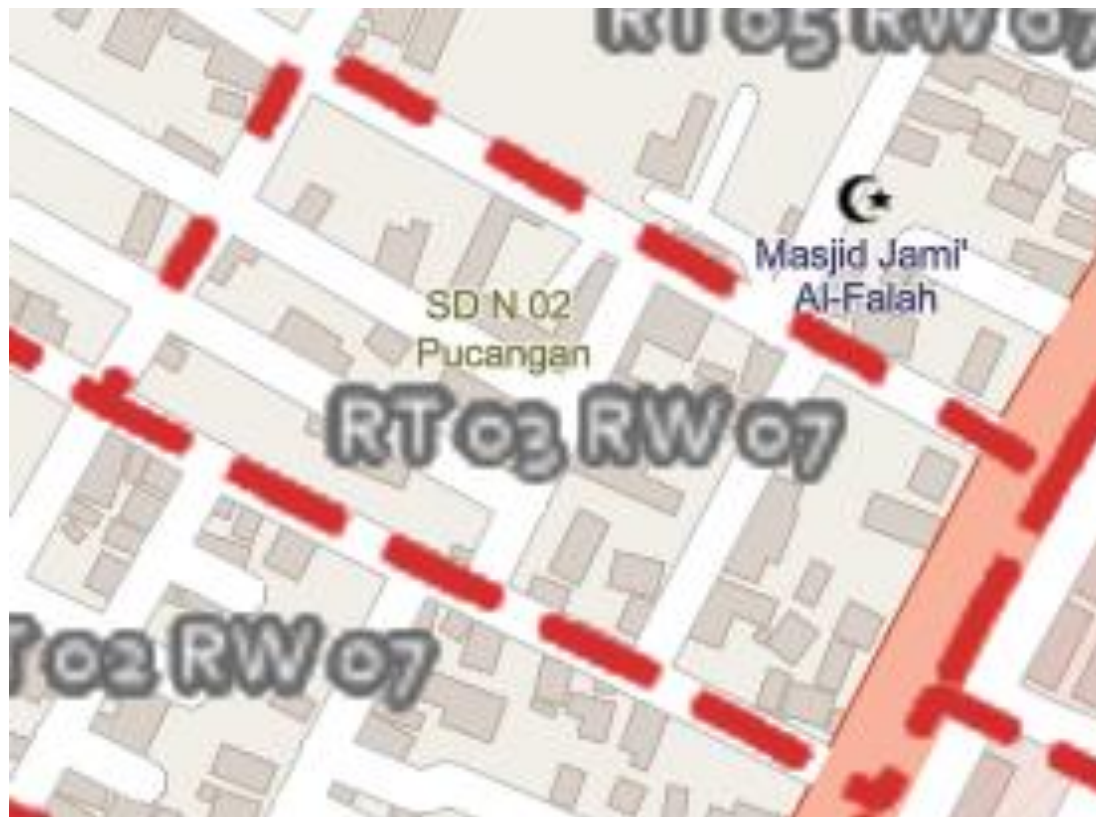 RT 05 RW 07
Masjid Jami'
Al-Falah
SD N 02
Pucangan
RT 03 RW 07
02 RW 07